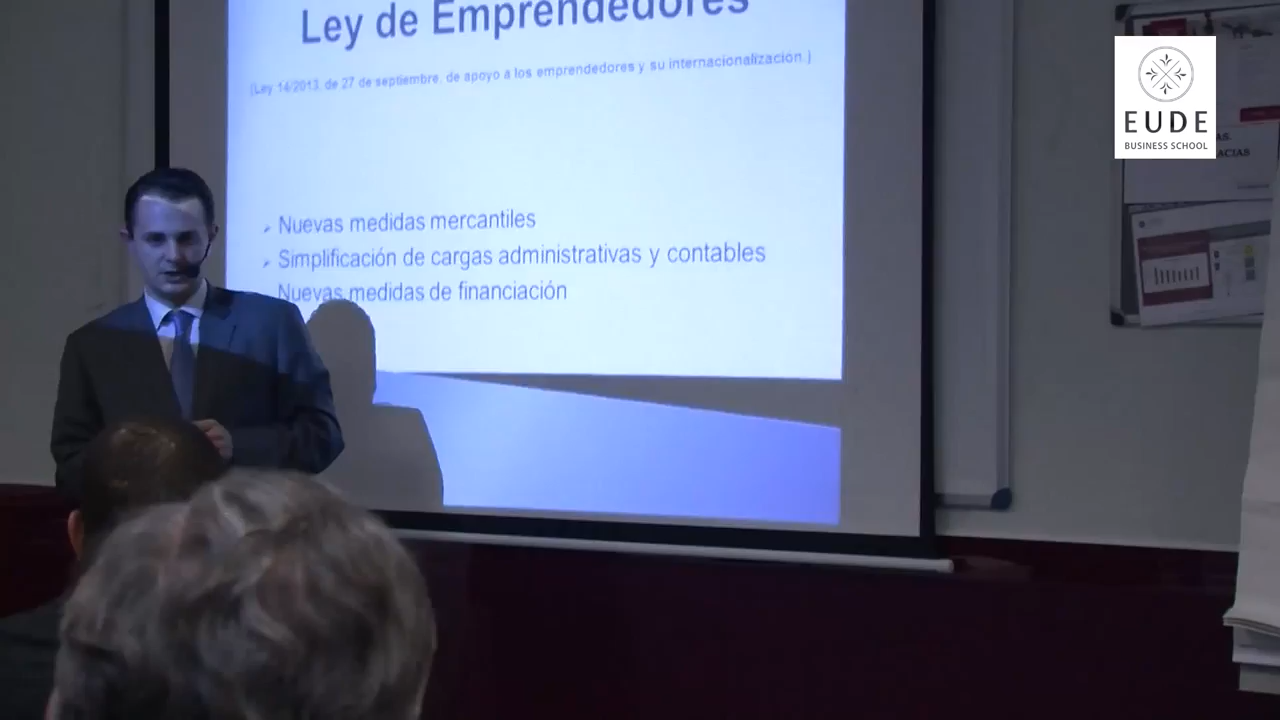 Ley de Emprendedores
(Ley 14/2013, de 27 de septiembre, de apoyo a los emprendedores y su internacionalización.)
Nuevas medidas mercantiles
Simplificación de cargas administrativas y contables
Nuevas medidas de financiación
EUDE
BUSINESS SCHOOL